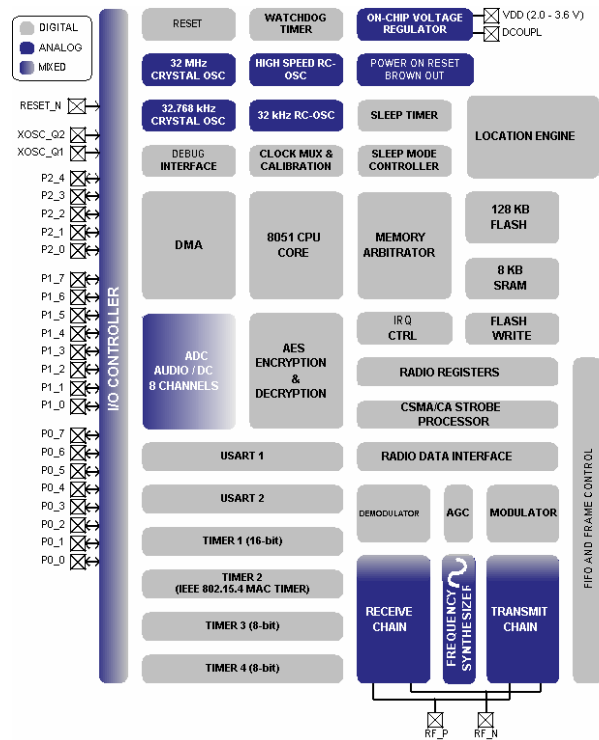 DIGITAL
ANALOG
MIXED
RESET
WATCHDOG
TIMER
ON-CHIP VOLTAGE
REGULATOR
VDD (2.0 - 3.6 V)
DCOUPL
32 MHz
CRYSTAL OSC
HIGH SPEED RC-
OSC
POWER ON RESET
BROWN OUT
RESET_N
32.768 kHz
CRYSTAL OSC
32 kHz RC-OSC
SLEEP TIMER
LOCATION ENGINE
XOSC_Q2
XOSC_Q1
DEBUG
INTERFACE
CLOCK MUX &
CALIBRATION
SLEEP MODE
CONTROLLER
P2_4
P2_3
P2_2
P2_1
P2_0
DMA
8051 CPU
CORE
MEMORY
ARBITRATOR
128 KB
FLASH
8 KB
SRAM
P1_7
P1_6
P1_5
P1_4
P1_3
P1_2
P1_1
P1_0
I/O CONTROLLER
ADC
AUDIO / DC
8 CHANNELS
AES
ENCRYPTION
&
DECRYPTION
IRQ
CTRL
FLASH
WRITE
RADIO REGISTERS
CSMA/CA STROBE
PROCESSOR
P0_7
P0_6
P0_5
P0_4
P0_3
P0_2
P0_1
P0_0
USART 1
RADIO DATA INTERFACE
USART 2
DEMODULATOR
AGC
MODULATOR
TIMER 1 (16-bit)
TIMER 2
(IEEE 802.15.4 MAC TIMER)
TIMER 3 (8-bit)
TIMER 4 (8-bit)
RECEIVE
CHAIN
FREQUENCY
SYNTHESIZER
TRANSMIT
CHAIN
FIFO AND FRAME CONTROL
RF_P
RF_N